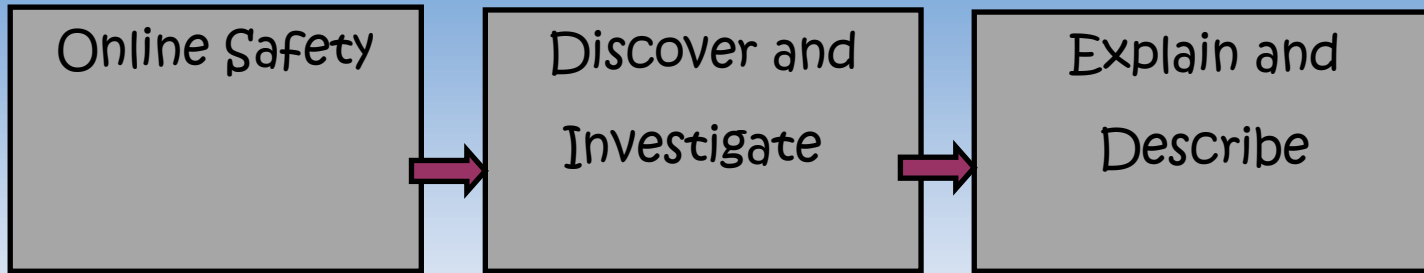 Online Safety
Discover and
Investigate
Explain and
Describe